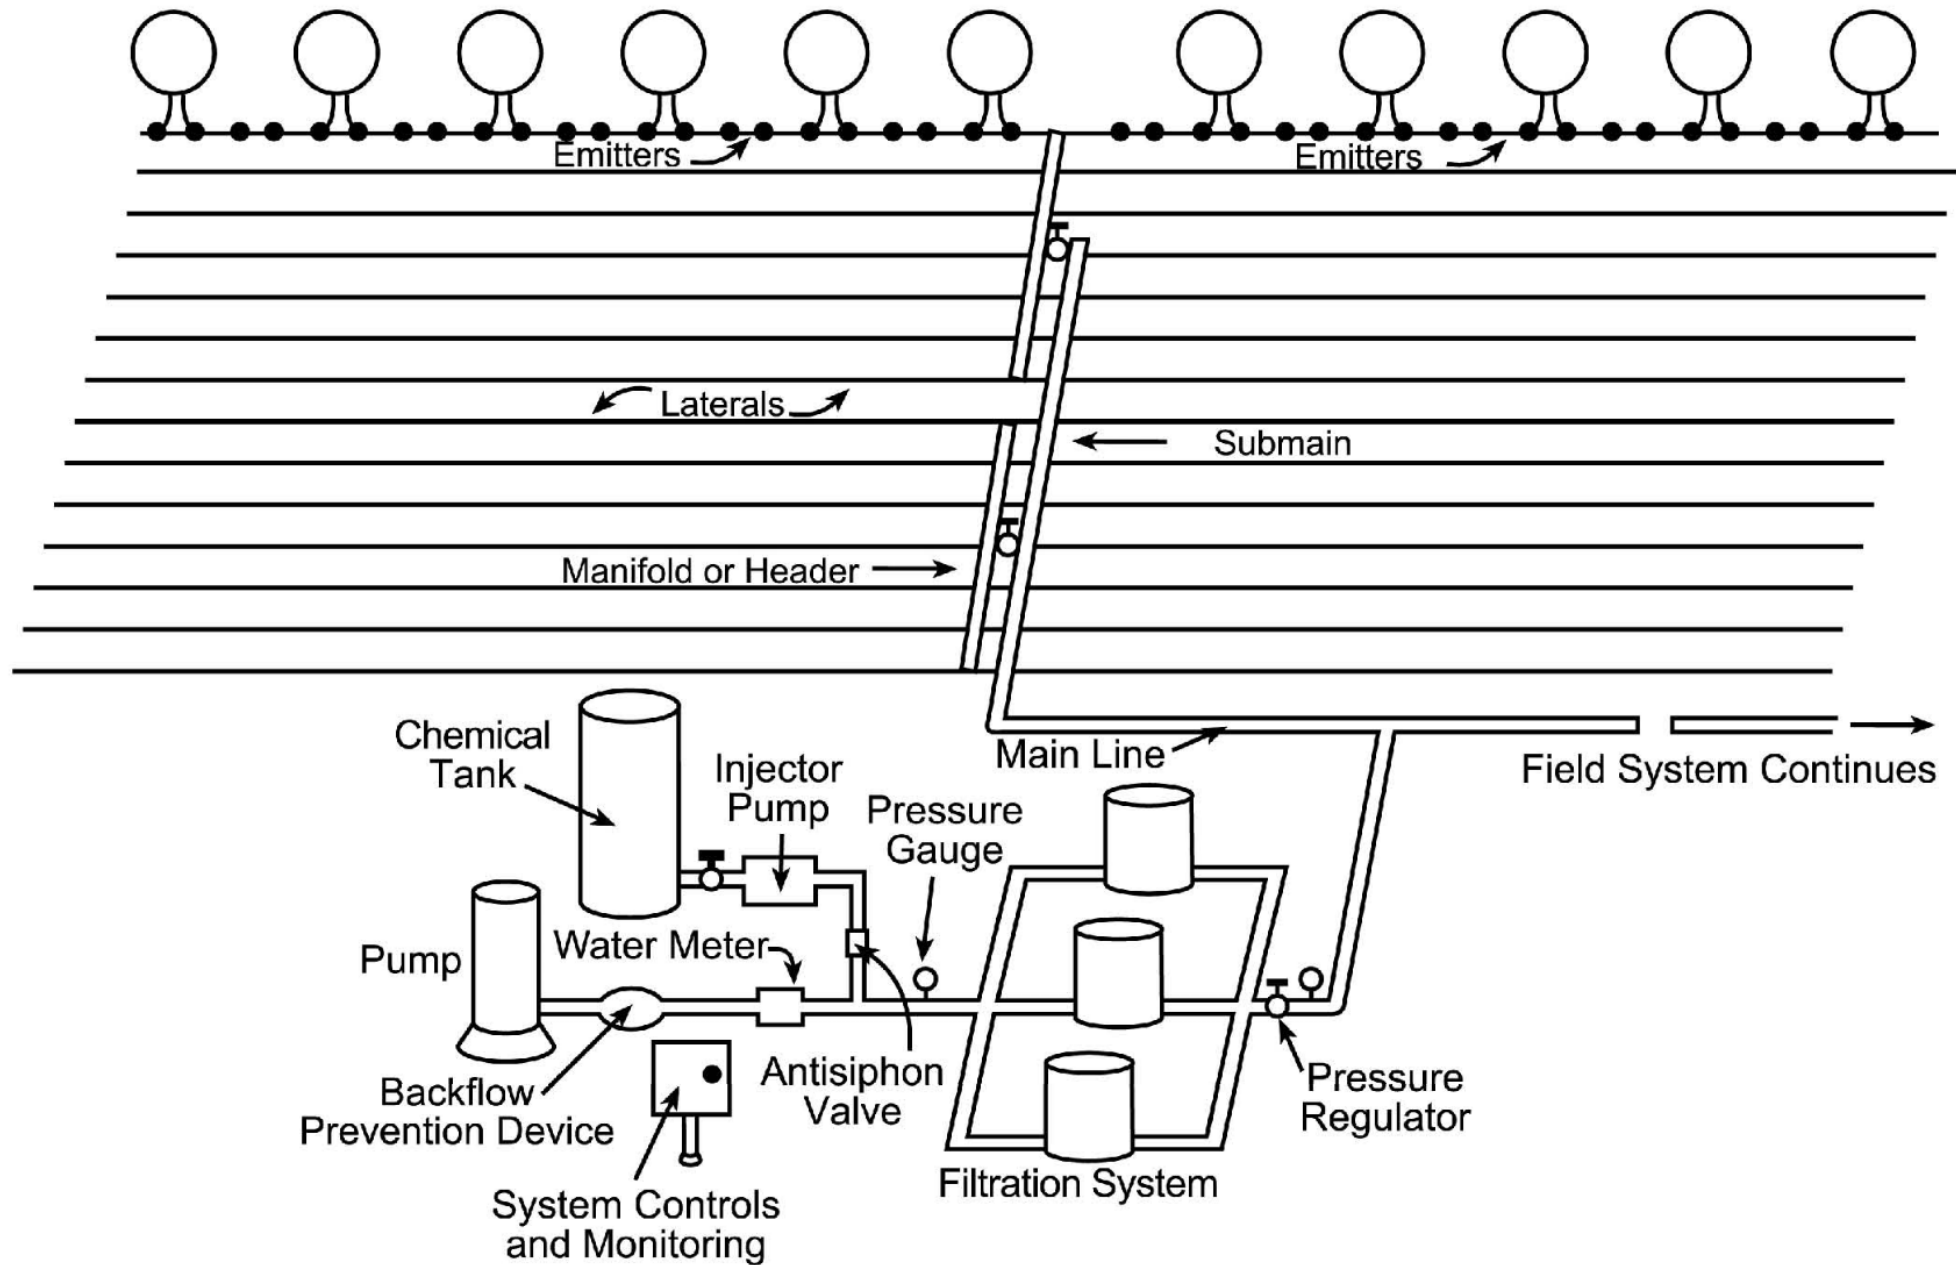 Emitters
Emitters
Laterals
Submain
Manifold or Header
Chemical
Tank
Injector
Pump
Pressure
Gauge
Main Line
Field System Continues
Pump
Water Meter
Backflow
Prevention Device
Antisiphon
Valve
Pressure
Regulator
Filtration System
System Controls
and Monitoring